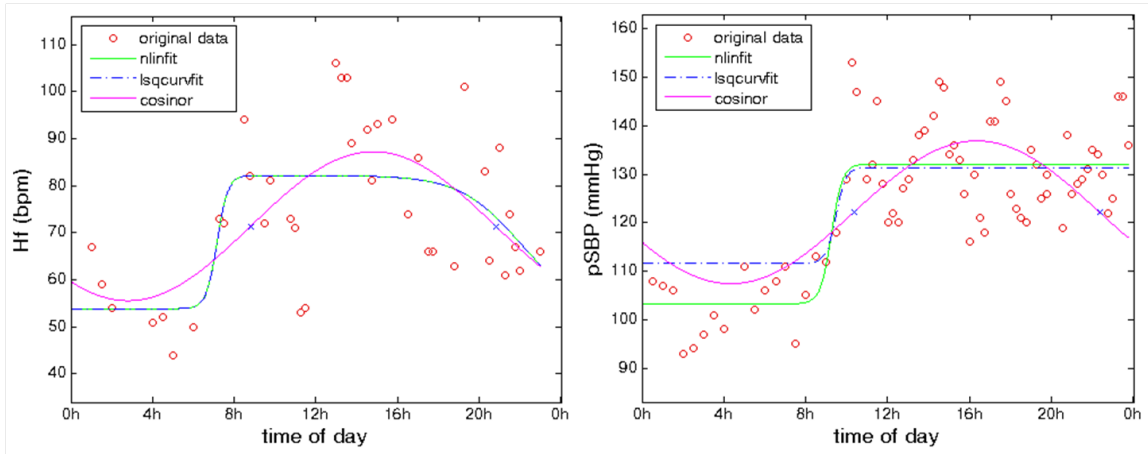 original data
nlinfit
lsqcurvfit
cosinor
110
100
90
80
70
60
50
40
Hf (bpm)
0h 4h 8h 12h 16h 20h 0h
time of day
original data
nlinfit
lsqcurvfit
cosinor
160
150
140
130
120
110
100
90
pSBP (mmHg)
0h 4h 8h 12h 16h 20h 0h
time of day